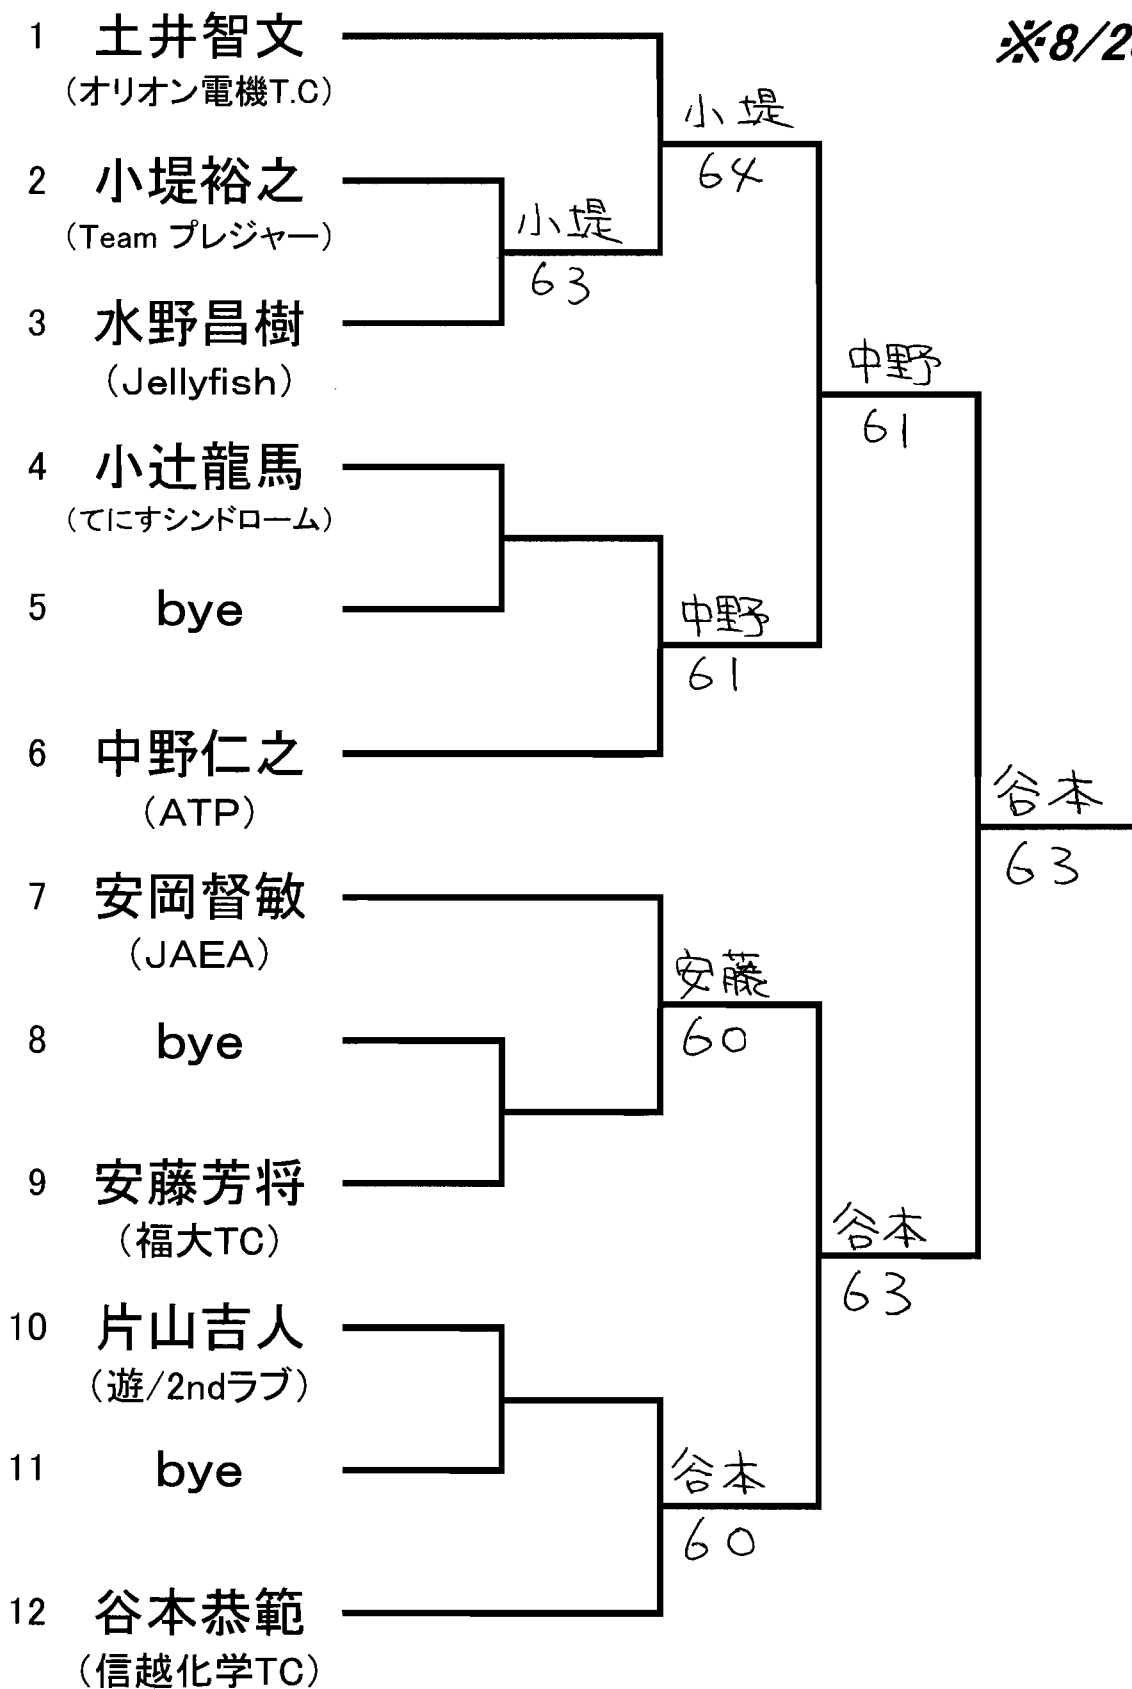 ※8/2
1 土井智文
(オリオン電機T.C)
小堤
64
2 小堤裕之
(Team プレジャー)
小堤
63
3 水野昌樹
(Jellyfish)
中野
61
4 小辻龍馬
(てにすシンドローム)
5 bye
中野
61
6 中野仁之
(ATP)
谷本
63
7 安岡督敏
(JAEA)
安藤
60
8 bye
9 安藤芳将
(福大TC)
谷本
63
10 片山吉人
(遊/2ndラブ)
11 bye
谷本
60
12 谷本恭範
(信越化学TC)